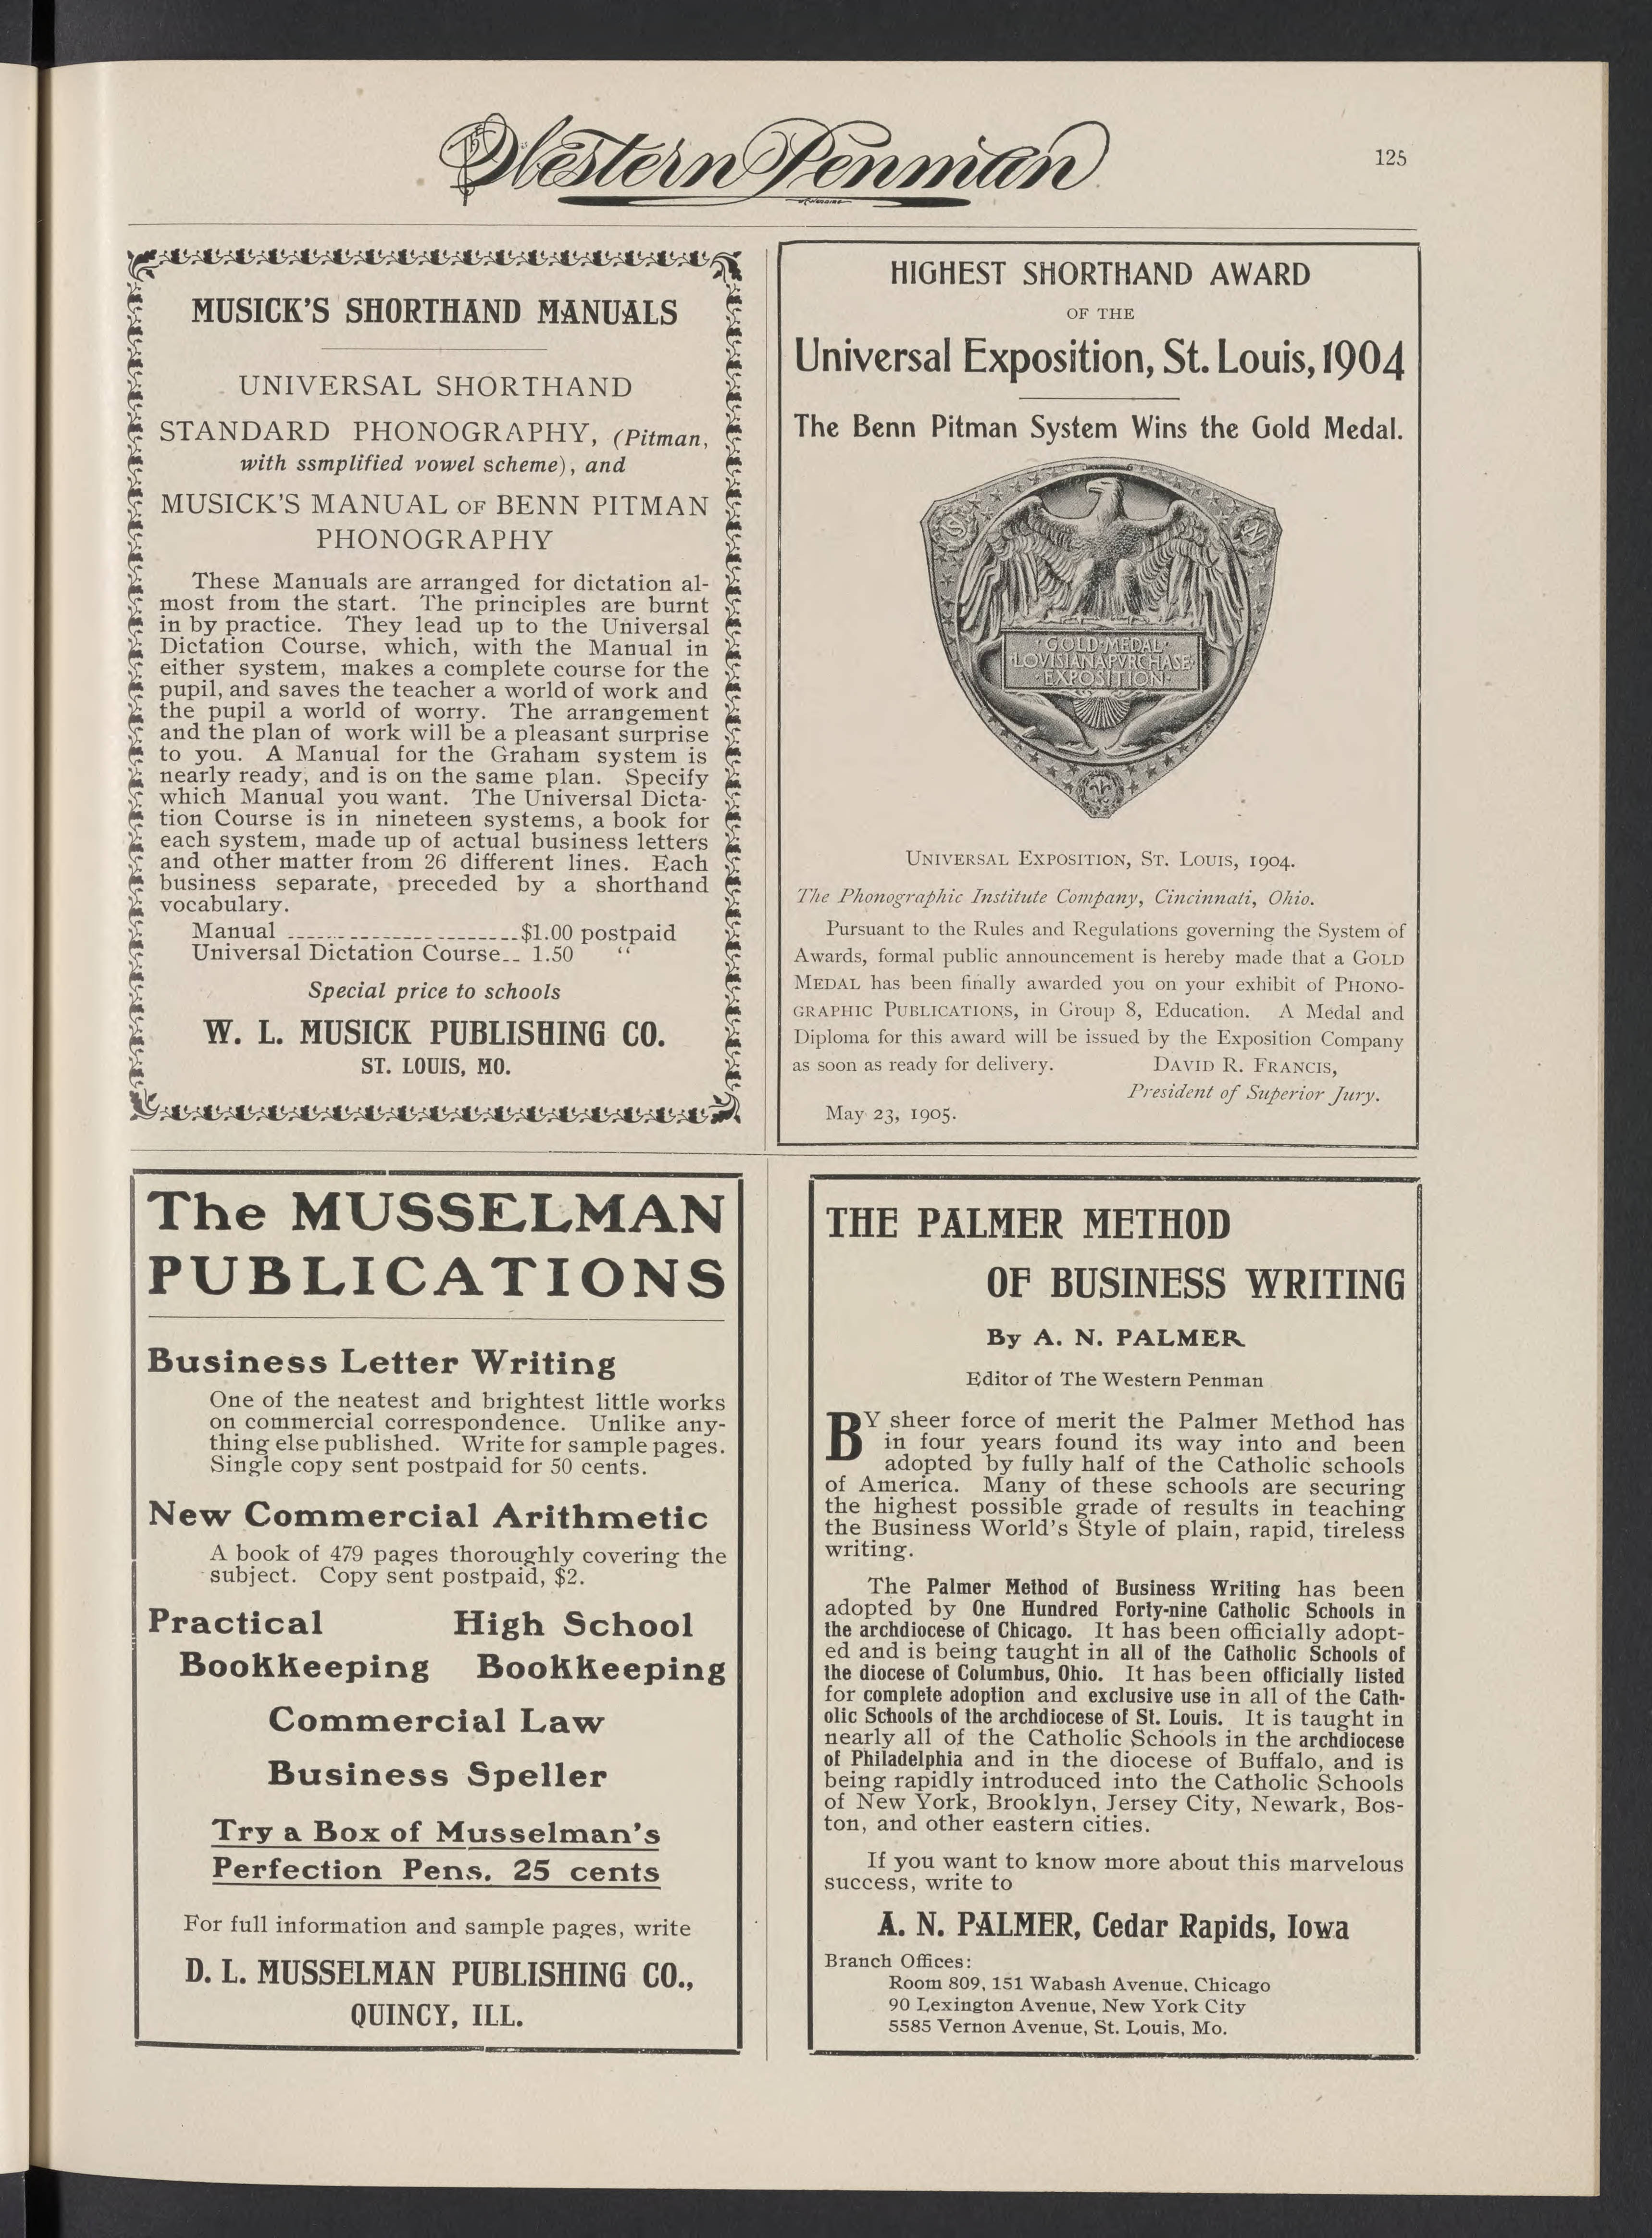 The Western Penman
125
MUSICK'S SHORTHAND MANUALS
UNIVERSAL SHORTHAND
STANDARD PHONOGRAPHY, (Pitman,
with ssmplified vowel scheme), and
MUSICK'S MANUAL OF BENN PITMAN
PHONOGRAPHY
These Manuals are arranged for dictation al-
most from the start. The principles are burnt
in by practice. They lead up to the Universal
Dictation Course, which, with the Manual in
either system, makes a complete course for the
pupil, and saves the teacher a world of work and
the pupil a world of worry. The arrangement
and the plan of work will be a pleasant surprise
to you. A Manual for the Graham system is
nearly ready, and is on the same plan. Specify
which Manual you want. The Universal Dicta-
tion Course is in nineteen systems, a book for
each system, made up of actual business letters
and other matter from 26 different lines. Each
business separate, preceded by a shorthand
vocabulary.
Manual ------------------------$1.00 postpaid
Universal Dictation Course-- 1.50 "
Special price to schools
W. L. MUSICK PUBLISHING CO.
ST. LOUIS, MO.
HIGHEST SHORTHAND AWARD
OF THE
Universal Exposition, St. Louis, 1904
The Benn Pitman System Wins the Gold Medal.
·GOLD·MEDAL·
·LOVISIANA PVRCHASE·
·EXPOSITION·
UNIVERSAL EXPOSITION, ST. LOUIS, 1904.
The Phonographic Institute Company, Cincinnati, Ohio.
Pursuant to the Rules and Regulations governing the System of
Awards, formal public announcement is hereby made that a GOLD
MEDAL has been finally awarded you on your exhibit of PHONO-
GRAPHIC PUBLICATIONS, in Group 8, Education. A Medal and
Diploma for this award will be issued by the Exposition Company
as soon as ready for delivery. DAVID R. FRANCIS,
President of Superior Jury.
May 23, 1905.
The MUSSELMAN
PUBLICATIONS
Business Letter Writing
One of the neatest and brightest little works
on commercial correspondence. Unlike any-
thing else published. Write for sample pages.
Single copy sent postpaid for 50 cents.
New Commercial Arithmetic
A book of 479 pages thoroughly covering the
subject. Copy sent postpaid, $2.
Practical High School
Bookkeeping Bookkeeping
Commercial Law
Business Speller
Try a Box of Musselman's
Perfection Pens. 25 cents
For full information and sample pages, write
D. L. MUSSELMAN PUBLISHING CO.,
QUINCY, ILL.
THE PALMER METHOD
OF BUSINESS WRITING
By A. N. PALMER
Editor of The Western Penman
BY sheer force of merit the Palmer Method has
in four years found its way into and been
adopted by fully half of the Catholic schools
of America. Many of these schools are securing
the highest possible grade of results in teaching
the Business World's Style of plain, rapid, tireless
writing.
The Palmer Method of Business Writing has been
adopted by One Hundred Forty-nine Catholic Schools in
the archdiocese of Chicago. It has been officially adopt-
ed and is being taught in all of the Catholic Schools of
the diocese of Columbus, Ohio. It has been officially listed
for complete adoption and exclusive use in all of the Cath-
olic Schools of the archdiocese of St. Louis. It is taught in
nearly all of the Catholic Schools in the archdiocese
of Philadelphia and in the diocese of Buffalo, and is
being rapidly introduced into the Catholic Schools
of New York, Brooklyn, Jersey City, Newark, Bos-
ton, and other eastern cities.
If you want to know more about this marvelous
success, write to
A. N. PALMER, Cedar Rapids, Iowa
Branch Offices:
Room 809, 151 Wabash Avenue, Chicago
90 Lexington Avenue, New York City
5585 Vernon Avenue, St. Louis, Mo.